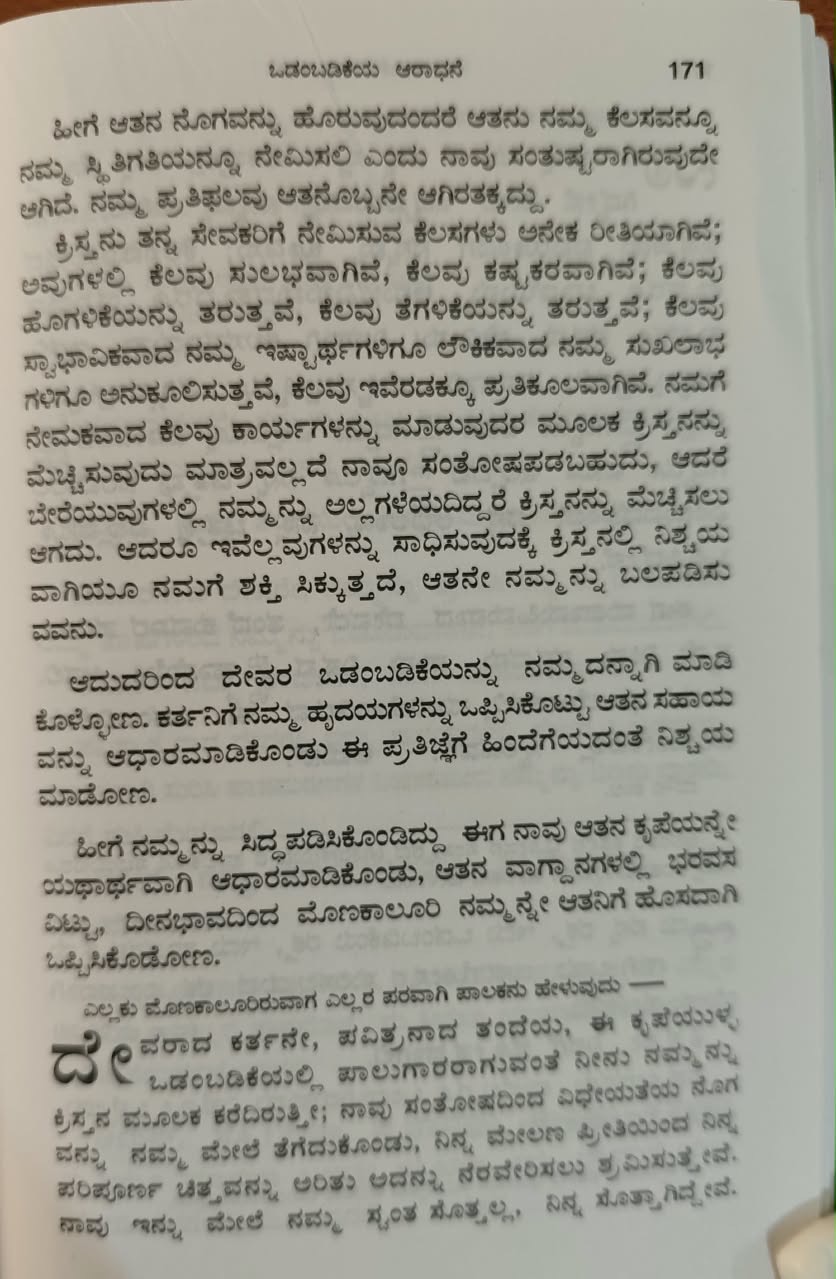 ಒಡಂಬಡಿಕೆಯ ಆರಾಧನೆ 171
ಹೀಗೆ ಆತನ ನೊಗವನ್ನು ಹೊರುವುದಂದರೆ ಆತನು ನಮ್ಮ ಕೆಲಸವನ್ನೂ
ನಮ್ಮ ಸ್ಥಿತಿಗತಿಯನ್ನೂ ನೇಮಿಸಲಿ ಎಂದು ನಾವು ಸಂತುಷ್ಟರಾಗಿರುವುದೇ
ಆಗಿದೆ. ನಮ್ಮ ಪ್ರತಿಫಲವು ಆತನೊಬ್ಬನೇ ಆಗಿರತಕ್ಕದ್ದು.
ಕ್ರಿಸ್ತನು ತನ್ನ ಸೇವಕರಿಗೆ ನೇಮಿಸುವ ಕೆಲಸಗಳು ಅನೇಕ ರೀತಿಯಾಗಿವೆ;
ಅವುಗಳಲ್ಲಿ ಕೆಲವು ಸುಲಭವಾಗಿವೆ, ಕೆಲವು ಕಷ್ಟಕರವಾಗಿವೆ; ಕೆಲವು
ಹೊಗಳಿಕೆಯನ್ನು ತರುತ್ತವೆ, ಕೆಲವು ತೆಗಳಿಕೆಯನ್ನು ತರುತ್ತವೆ; ಕೆಲವು
ಸ್ವಾಭಾವಿಕವಾದ ನಮ್ಮ ಇಷ್ಟಾರ್ಥಗಳಿಗೂ ಲೌಕಿಕವಾದ ನಮ್ಮ ಸುಖಲಾಭ
ಗಳಿಗೂ ಅನುಕೂಲಿಸುತ್ತವೆ, ಕೆಲವು ಇವೆರಡಕ್ಕೂ ಪ್ರತಿಕೂಲವಾಗಿವೆ. ನಮಗೆ
ನೇಮಕವಾದ ಕೆಲವು ಕಾರ್ಯಗಳನ್ನು ಮಾಡುವುದರ ಮೂಲಕ ಕ್ರಿಸ್ತನನ್ನು
ಮೆಚ್ಚಿಸುವುದು ಮಾತ್ರವಲ್ಲದೆ ನಾವೂ ಸಂತೋಷಪಡಬಹುದು, ಆದರೆ
ಬೇರೆಯುವುಗಳಲ್ಲಿ ನಮ್ಮನ್ನು ಅಲ್ಲಗಳೆಯದಿದ್ದರೆ ಕ್ರಿಸ್ತನನ್ನು ಮೆಚ್ಚಿಸಲು
ಆಗದು. ಆದರೂ ಇವೆಲ್ಲವುಗಳನ್ನು ಸಾಧಿಸುವುದಕ್ಕೆ ಕ್ರಿಸ್ತನಲ್ಲಿ ನಿಶ್ಚಯ
ವಾಗಿಯೂ ನಮಗೆ ಶಕ್ತಿ ಸಿಕ್ಕುತ್ತದೆ, ಆತನೇ ನಮ್ಮನ್ನು ಬಲಪಡಿಸು
ವವನು.
ಆದುದರಿಂದ ದೇವರ ಒಡಂಬಡಿಕೆಯನ್ನು ನಮ್ಮದನ್ನಾಗಿ ಮಾಡಿ
ಕೊಳ್ಳೋಣ. ಕರ್ತನಿಗೆ ನಮ್ಮ ಹೃದಯಗಳನ್ನು ಒಪ್ಪಿಸಿಕೊಟ್ಟು ಆತನ ಸಹಾಯ
ವನ್ನು ಆಧಾರಮಾಡಿಕೊಂಡು ಈ ಪ್ರತಿಜ್ಞೆಗೆ ಹಿಂದೆಗೆಯದಂತೆ ನಿಶ್ಚಯ
ಮಾಡೋಣ.
ಹೀಗೆ ನಮ್ಮನ್ನು ಸಿದ್ಧಪಡಿಸಿಕೊಂಡಿದ್ದು ಈಗ ನಾವು ಆತನ ಕೃಪೆಯನ್ನೇ
ಯಥಾರ್ಥವಾಗಿ ಆಧಾರಮಾಡಿಕೊಂಡು, ಆತನ ವಾಗ್ದಾನಗಳಲ್ಲಿ ಭರವಸ
ವಿಟ್ಟು, ದೀನಭಾವದಿಂದ ಮೊಣಕಾಲೂರಿ ನಮ್ಮನ್ನೇ ಆತನಿಗೆ ಹೊಸದಾಗಿ
ಒಪ್ಪಿಸಿಕೊಡೋಣ.
ಎಲ್ಲಕು ಮೊಣಕಾಲೂರಿರುವಾಗ ಎಲ್ಲರ ಪರವಾಗಿ ಪಾಲಕನು ಹೇಳುವುದು —
ದೇವರಾದ ಕರ್ತನೇ, ಪವಿತ್ರನಾದ ತಂದೆಯು, ಈ ಕೃಪೆಯುಳ್ಳ
ಒಡಂಬಡಿಕೆಯಲ್ಲಿ ಪಾಲುಗಾರರಾಗುವಂತೆ ನೀನು ನಮ್ಮನ್ನು
ಕ್ರಿಸ್ತನ ಮೂಲಕ ಕರೆದಿರುತ್ತೀ; ನಾವು ಸಂತೋಷದಿಂದ ವಿಧೇಯತೆಯ ನೊಗ
ವನ್ನು ನಮ್ಮ ಮೇಲೆ ತೆಗೆದುಕೊಂಡು, ನಿನ್ನ ಮೇಲಣ ಪ್ರೀತಿಯಿಂದ ನಿನ್ನ
ಪರಿಪೂರ್ಣ ಚಿತ್ತವನ್ನು ಅರಿತು ಅದನ್ನು ನೆರವೇರಿಸಲು ಶ್ರಮಿಸುತ್ತೇವೆ.
ನಾವು ಇನ್ನು ಮೇಲೆ ನಮ್ಮ ಸ್ವಂತ ಸೊತ್ತಲ್ಲ, ನಿನ್ನ ಸೊತ್ತಾಗಿದ್ದೇವೆ.